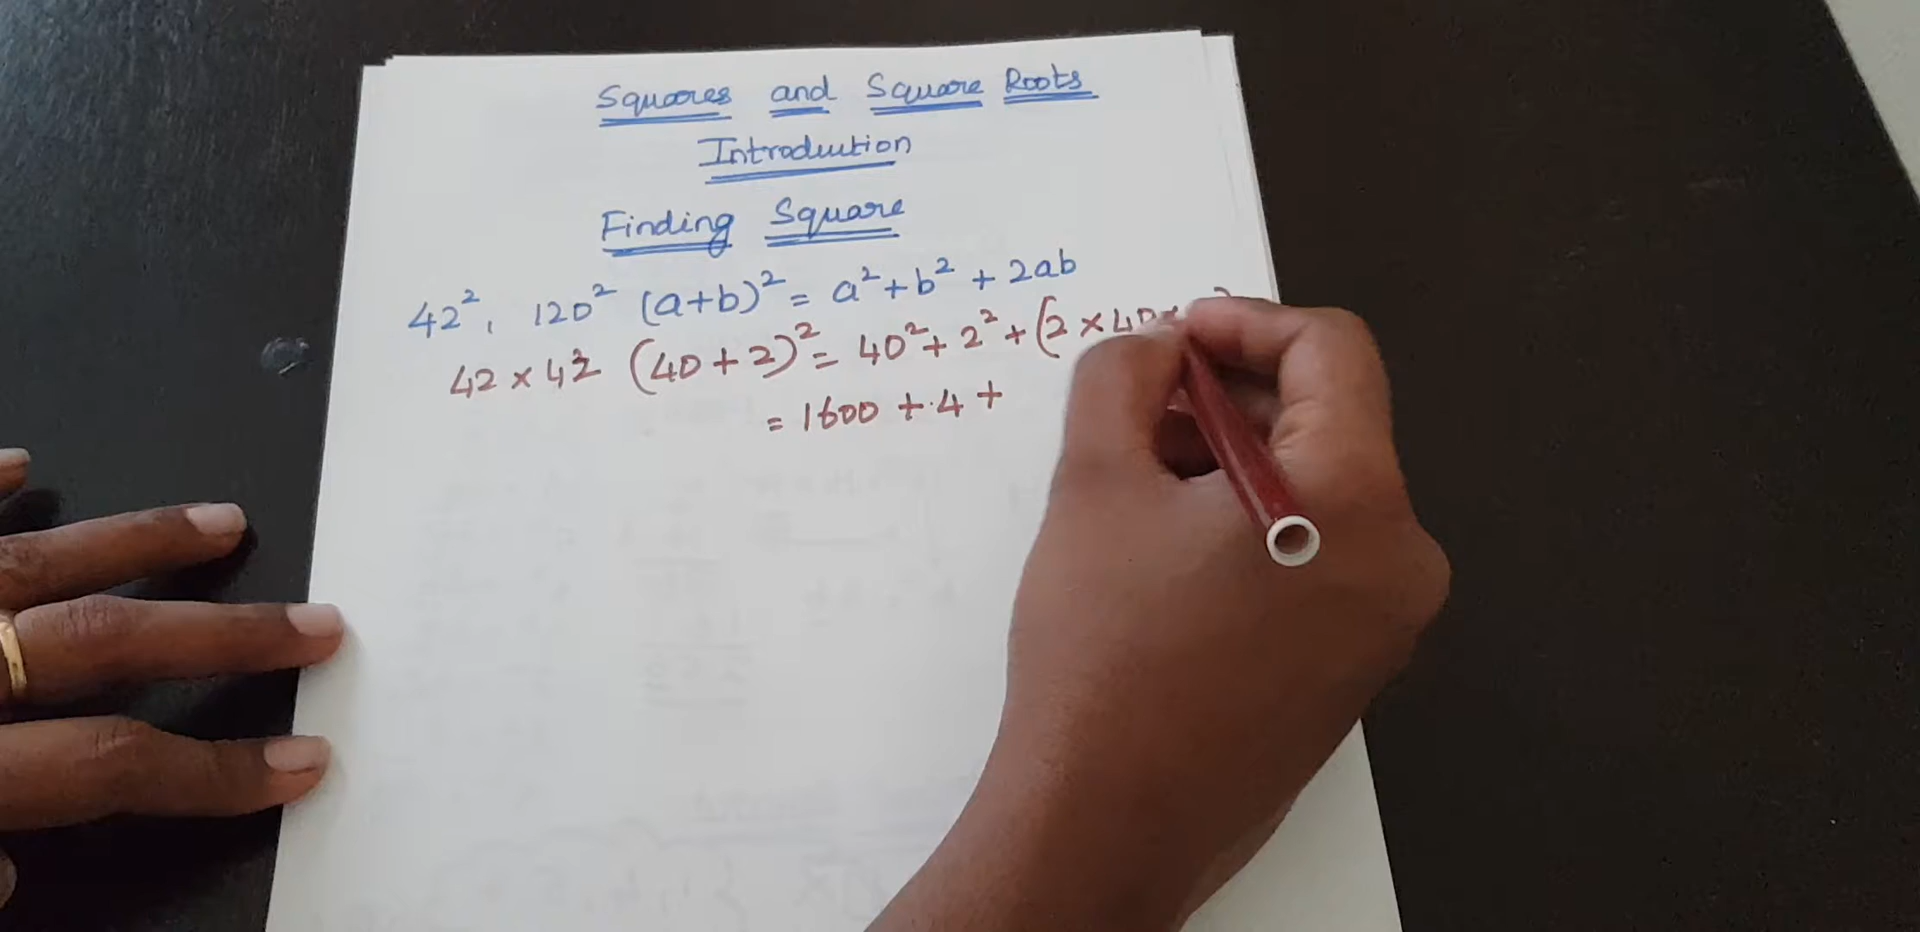 Squares and Square Roots
Introduction
Finding Square
42², 120² (a+b)² = a²+b² + 2ab
42 × 42 (40+2)² = 40² + 2² + (2 × 40 ×
= 1600 + 4 +